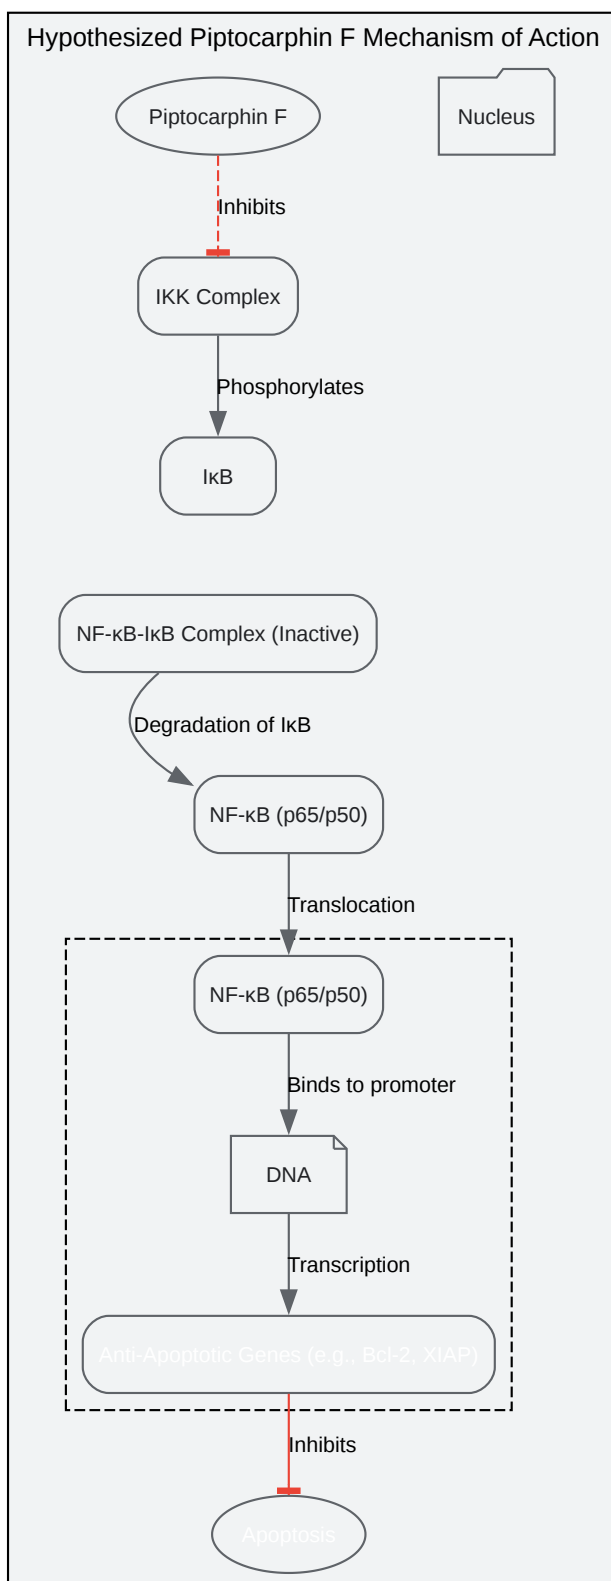 Hypothesized Piptocarphin F Mechanism of Action
Piptocarphin F
Nucleus
Inhibits
IKK Complex
Phosphorylates
IκB
NF-κB-IκB Complex (Inactive)
Degradation of IκB
NF-κB (p65/p50)
Translocation
NF-κB (p65/p50)
Binds to promoter
DNA
Transcription
Anti-Apoptotic Genes (e.g., Bcl-2, XIAP)
Inhibits
Apoptosis